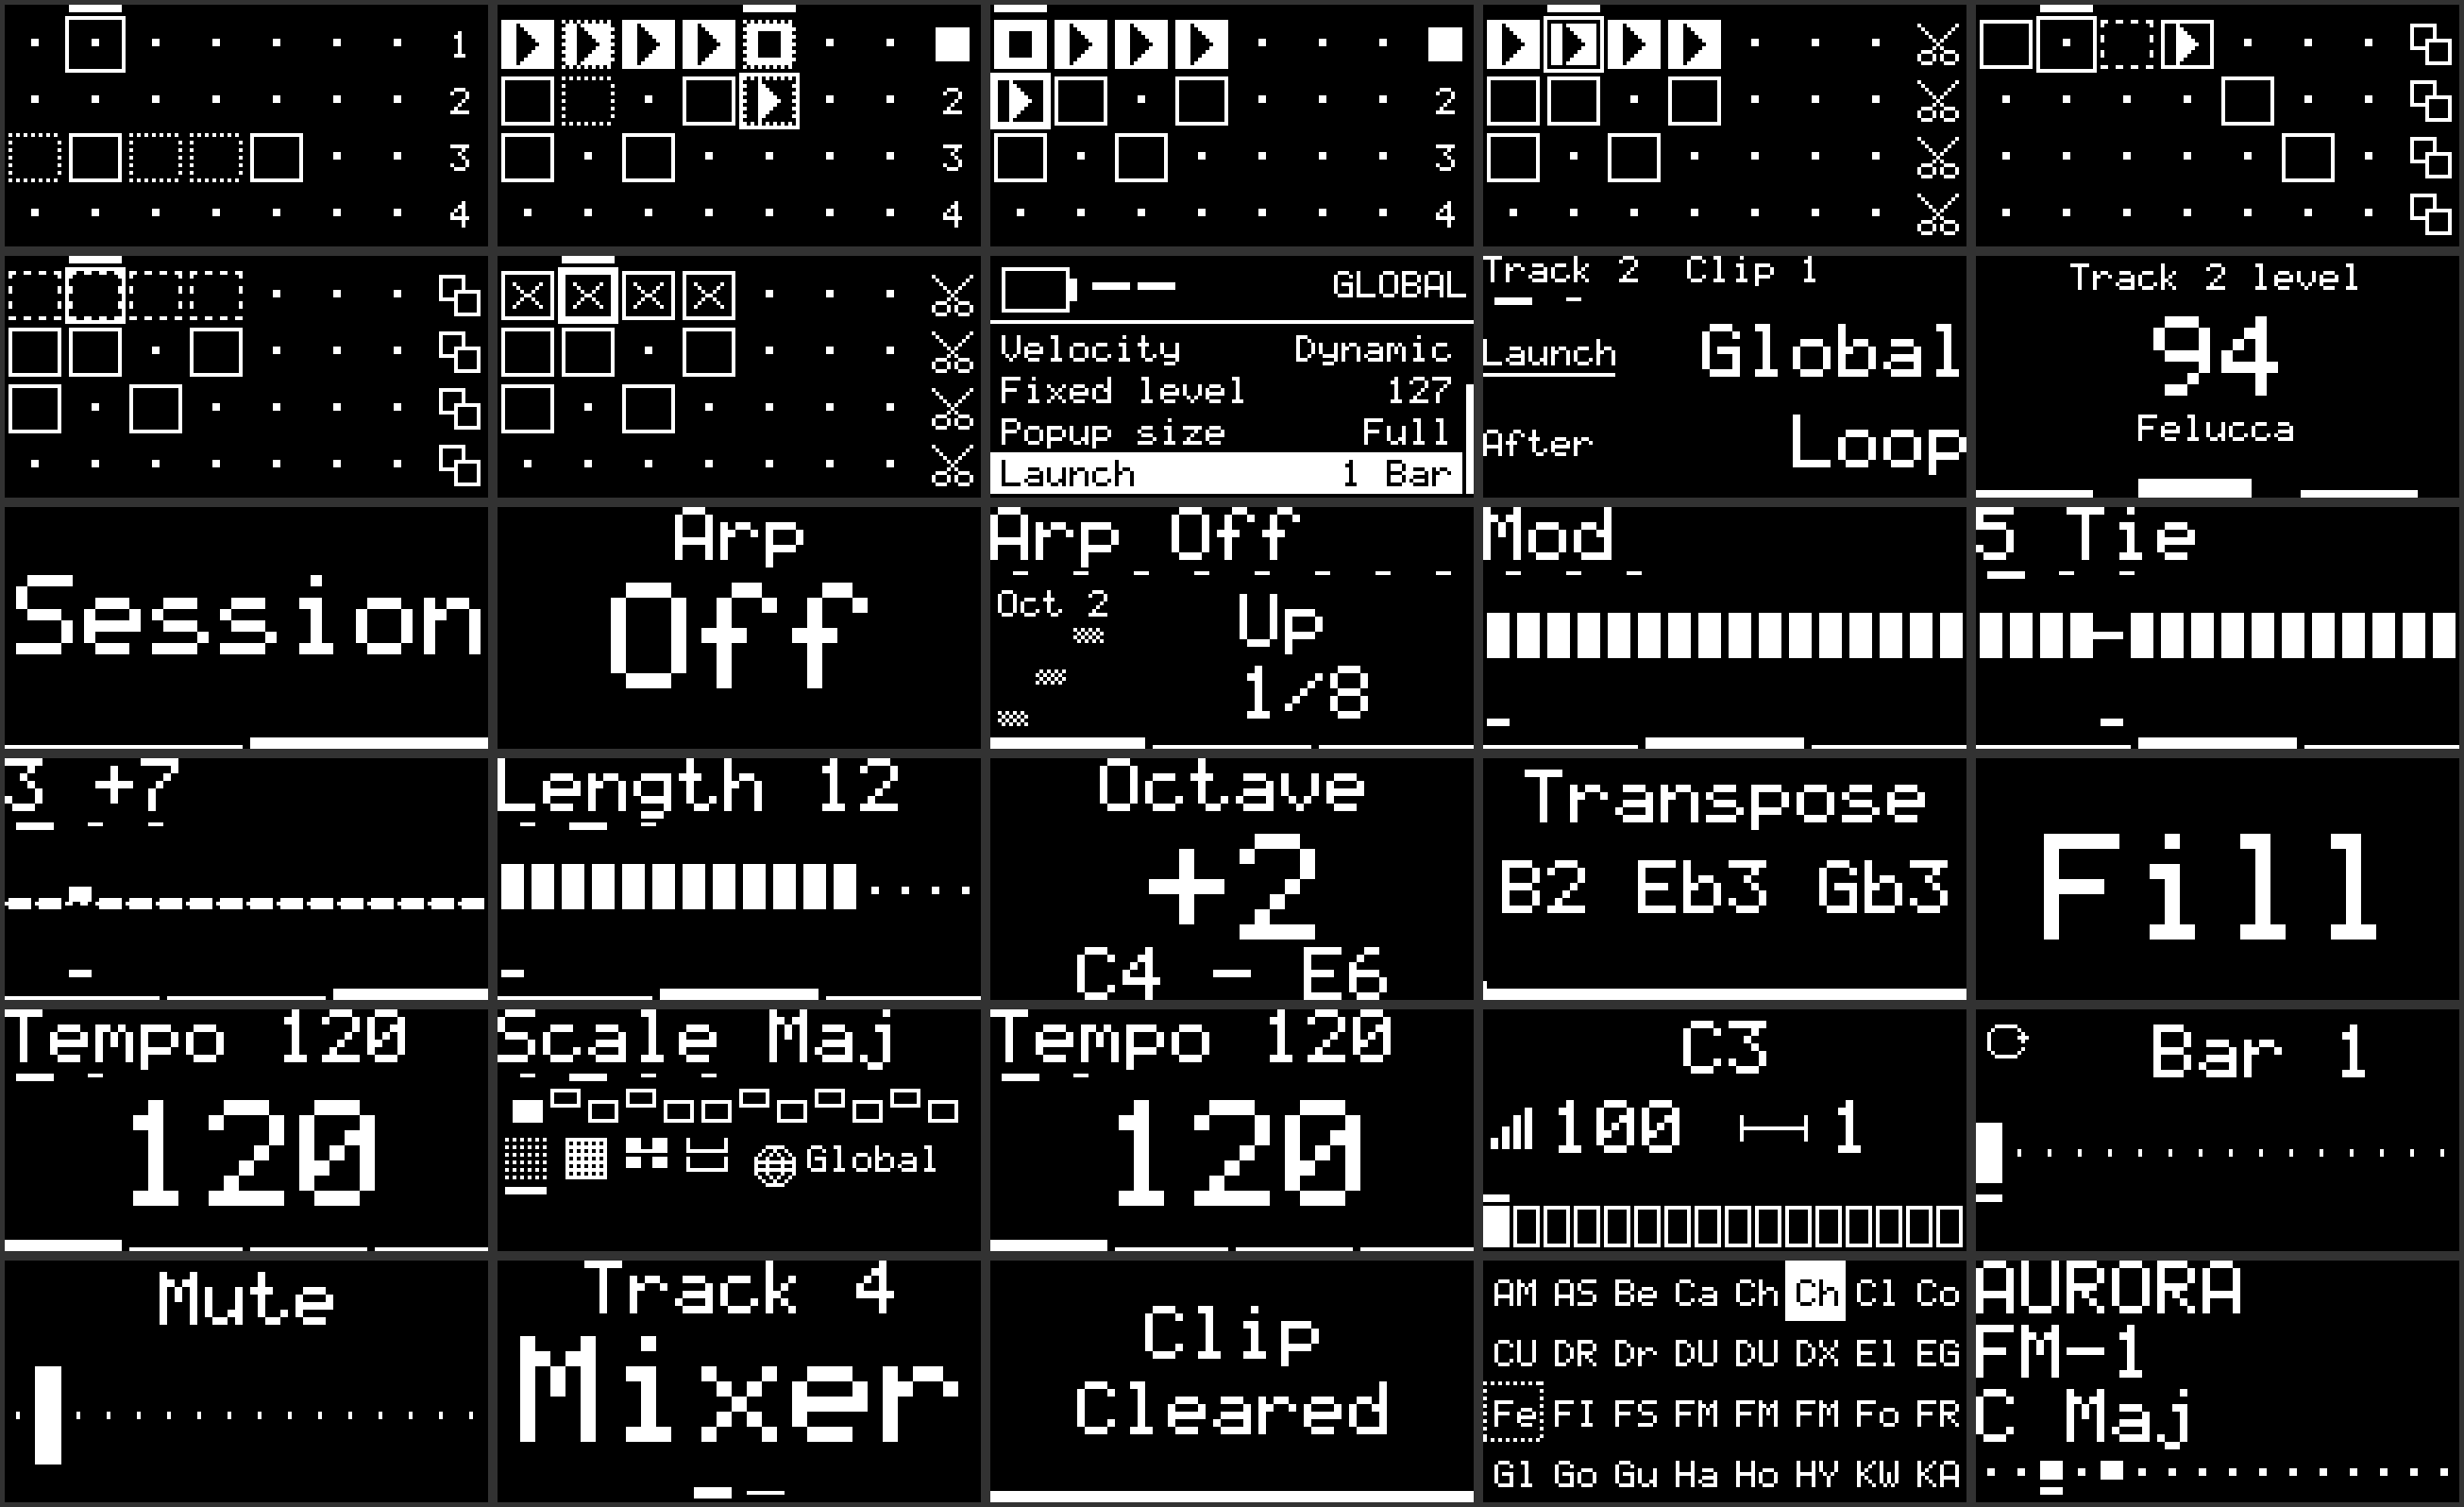 1
2
3
4
2
3
4
2
3
4
GLOBAL
Velocity Dynamic
Fixed level 127
Popup size Full
Launch 1 Bar
Track 2 Clip 1
Launch Global
After Loop
Track 2 level
94
Felucca
Session
Arp
Off
Arp Off
Oct 2 Up
1/8
Mod
5 Tie
3 +7
Length 12
Octave
+2
C4 - E6
Transpose
B2 Eb3 Gb3
Fill
Tempo 120
120
Scale Maj
Global
Tempo 120
120
C3
100 1
Bar 1
Mute
Track 4
Mixer
Clip
Cleared
AM AS Be Ca Ch Ch Cl Co
CU DR Dr DU DU DX El EG
Fe FI FS FM FM FM Fo FR
Gl Go Gu Ha Ho HY KW KA
AURORA
FM-1
C Maj